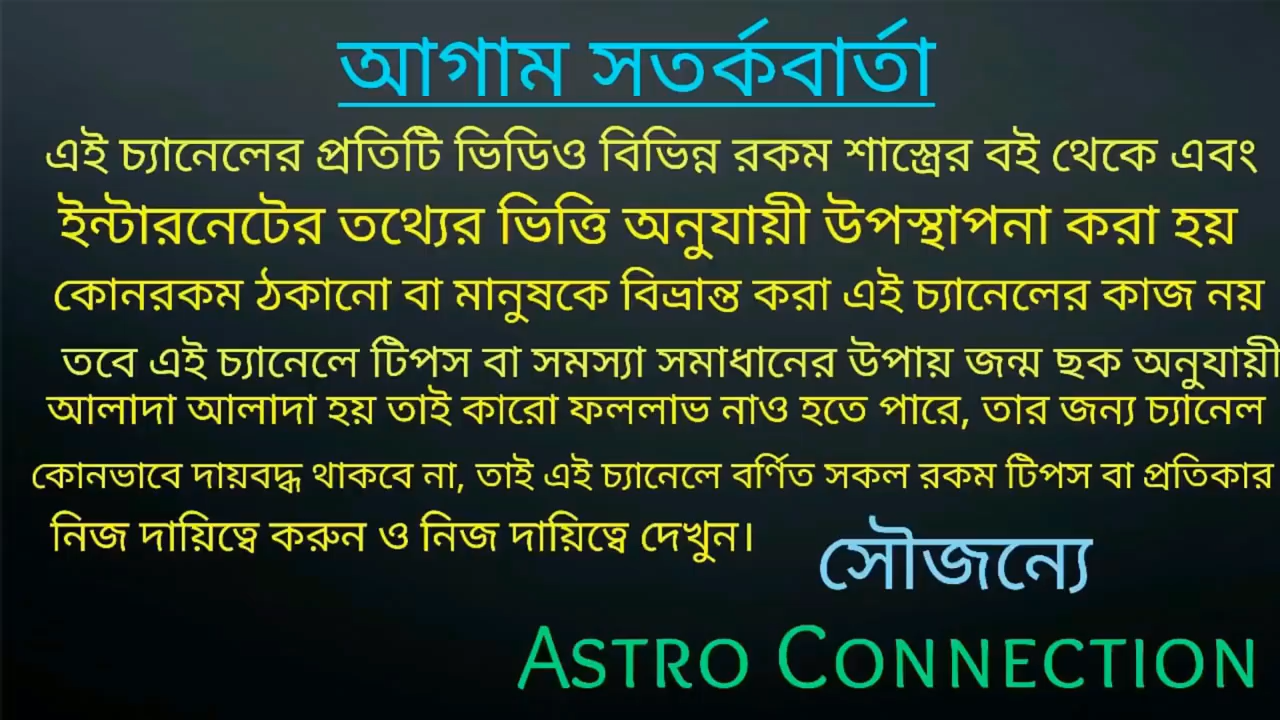 আগাম সতর্কবার্তা
এই চ্যানেলের প্রতিটি ভিডিও বিভিন্ন রকম শাস্ত্রের বই থেকে এবং
ইন্টারনেটের তথ্যের ভিত্তি অনুযায়ী উপস্থাপনা করা হয়
কোনরকম ঠকানো বা মানুষকে বিভ্রান্ত করা এই চ্যানেলের কাজ নয়
তবে এই চ্যানেলে টিপস বা সমস্যা সমাধানের উপায় জন্ম ছক অনুযায়ী
আলাদা আলাদা হয় তাই কারো ফললাভ নাও হতে পারে, তার জন্য চ্যানেল
কোনভাবে দায়বদ্ধ থাকবে না, তাই এই চ্যানেলে বর্ণিত সকল রকম টিপস বা প্রতিকার
নিজ দায়িত্বে করুন ও নিজ দায়িত্বে দেখুন।
সৌজন্যে
ASTRO CONNECTION